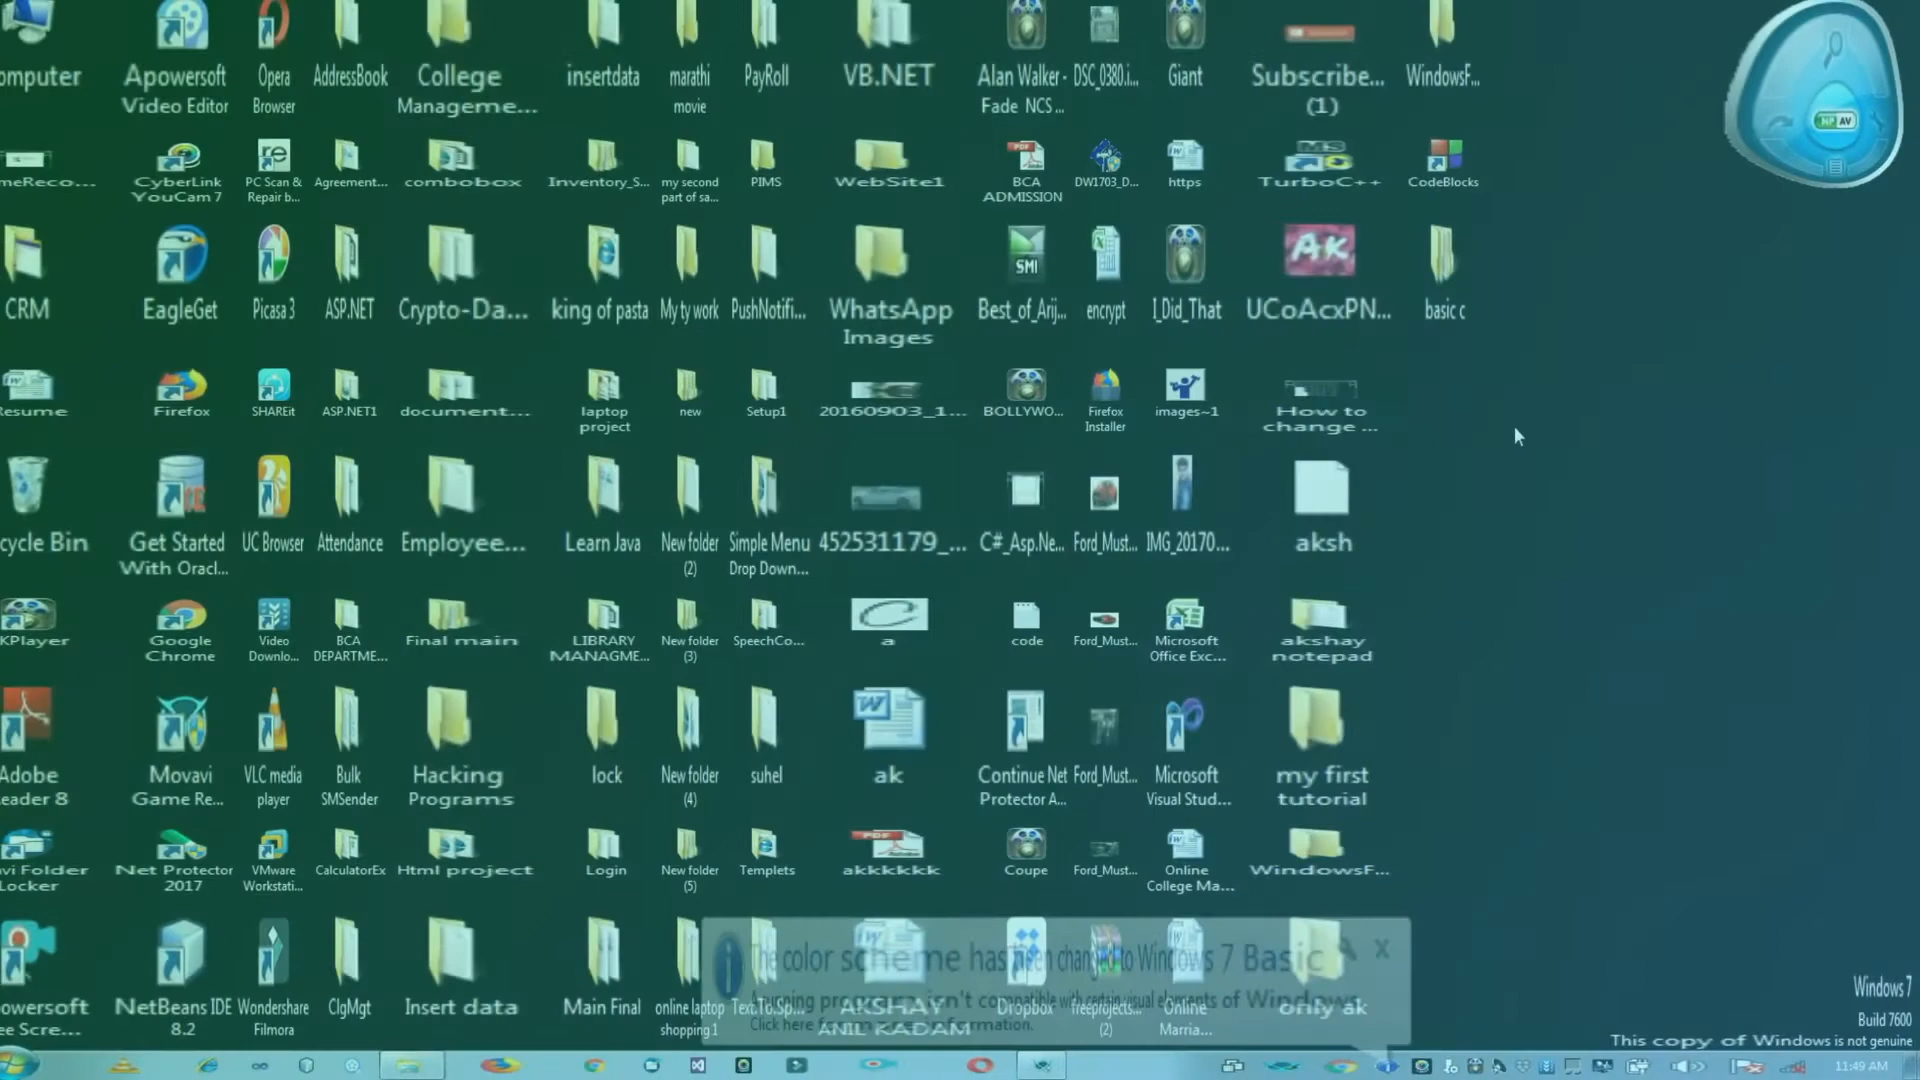 omputer
Apowersoft
Video Editor
Opera
Browser
AddressBook
College
Manageme...
insertdata
marathi
movie
PayRoll
VB.NET
Alan Walker -
Fade NCS ...
DSC_0380.i...
Giant
Subscribe...
(1)
WindowsF...
NP AV
meReco...
CyberLink
YouCam 7
PC Scan &
Repair b...
Agreement...
combobox
Inventory_S...
my second
part of sa...
PIMS
WebSite1
BCA
ADMISSION
DW1703_D...
https
TurboC++
CodeBlocks
CRM
EagleGet
Picasa 3
ASP.NET
Crypto-Da...
king of pasta
My ty work
PushNotifi...
WhatsApp
Images
SMI
Best_of_Arij...
encrypt
I_Did_That
AK
UCoAcxPN...
basic c
Resume
Firefox
SHAREit
ASP.NET1
document...
laptop
project
new
Setup1
20160903_1...
BOLLYWO...
Firefox
Installer
images~1
How to
change ...
cycle Bin
Get Started
With Oracl...
UC Browser
Attendance
Employee...
Learn Java
New folder
(2)
Simple Menu
Drop Down...
452531179_...
C#_Asp.Ne...
Ford_Must...
IMG_20170...
aksh
KPlayer
Google
Chrome
Video
Downlo...
BCA
DEPARTME...
Final main
LIBRARY
MANAGME...
New folder
(3)
SpeechCo...
a
code
Ford_Must...
Microsoft
Office Exc...
akshay
notepad
Adobe
eader 8
Movavi
Game Re...
VLC media
player
Bulk
SMSender
Hacking
Programs
lock
New folder
(4)
suhel
ak
Continue Net
Protector A...
Ford_Must...
Microsoft
Visual Stud...
my first
tutorial
vi Folder
Locker
Net Protector
2017
VMware
Workstati...
CalculatorEx
Html project
Login
New folder
(5)
Templets
akkkkkk
Coupe
Ford_Must...
Online
College Ma...
WindowsF...
powersoft
ee Scre...
NetBeans IDE
8.2
Wondershare
Filmora
ClgMgt
Insert data
Main Final
online laptop
shopping1
Text.To.Sp...
AKSHAY
ANIL KADAM
Dropbox
freeprojects...
(2)
Online
Marria...
only ak
The color scheme has been changed to Windows 7 Basic
A running program isn't compatible with certain visual elements of Windows.
Click here for more information.
Windows 7
Build 7600
This copy of Windows is not genuine
11:49 AM